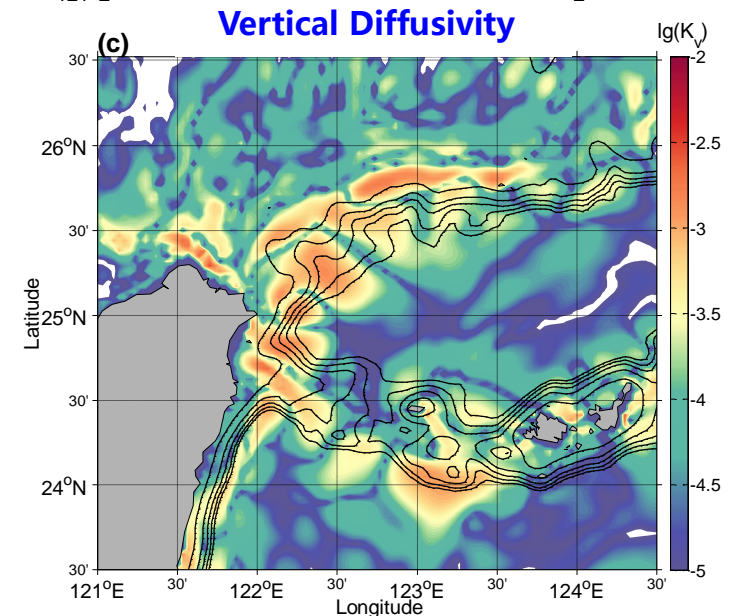 Vertical Diffusivity
(c)
lg(Kv)
30'
26°N
30'
25°N
30'
24°N
30'
Latitude
121°E
30'
122°E
30'
123°E
30'
124°E
30'
Longitude
-2
-2.5
-3
-3.5
-4
-4.5
-5